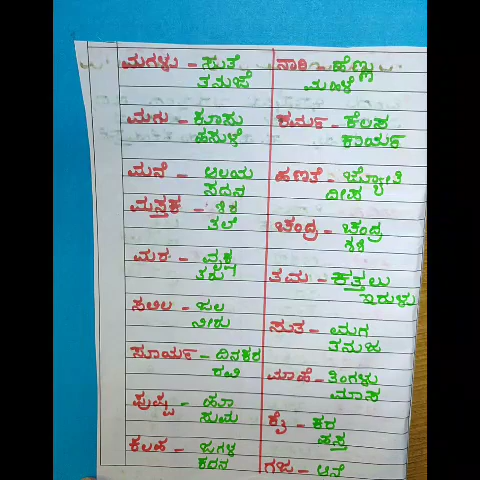 ಮಗಳು - ಸುತೆ
ತನುಜೆ
ಮಗು - ಕೂಸು
ಹಸುಳೆ
ಮನೆ - ಆಲಯ
ಸದನ
ಮಸ್ತಕ - ಶಿರ
ತಲೆ
ಮರ - ವೃಕ್ಷ
ತರು
ಸಲಿಲ - ಜಲ
ನೀರು
ಸೂರ್ಯ - ದಿನಕರ
ರವಿ
ಪುಷ್ಪ - ಹೂ
ಸುಮ
ಕಲಹ - ಜಗಳ
ಕದನ
ನಾರಿ - ಹೆಣ್ಣು
ಮಹಿಳೆ
ಕರ್ಮ - ಕೆಲಸ
ಕಾರ್ಯ
ಹಣತೆ - ಜ್ಯೋತಿ
ದೀಪ
ಚಂದ್ರ - ಚಂದ್ರ
ಶಶಿ
ತಮ - ಕತ್ತಲು
ಇರುಳು
ಸುತ - ಮಗ
ತನುಜ
ಮಾಹೆ - ತಿಂಗಳು
ಮಾಸ
ಕೈ - ಕರ
ಹಸ್ತ
ಗಜ - ಆನೆ